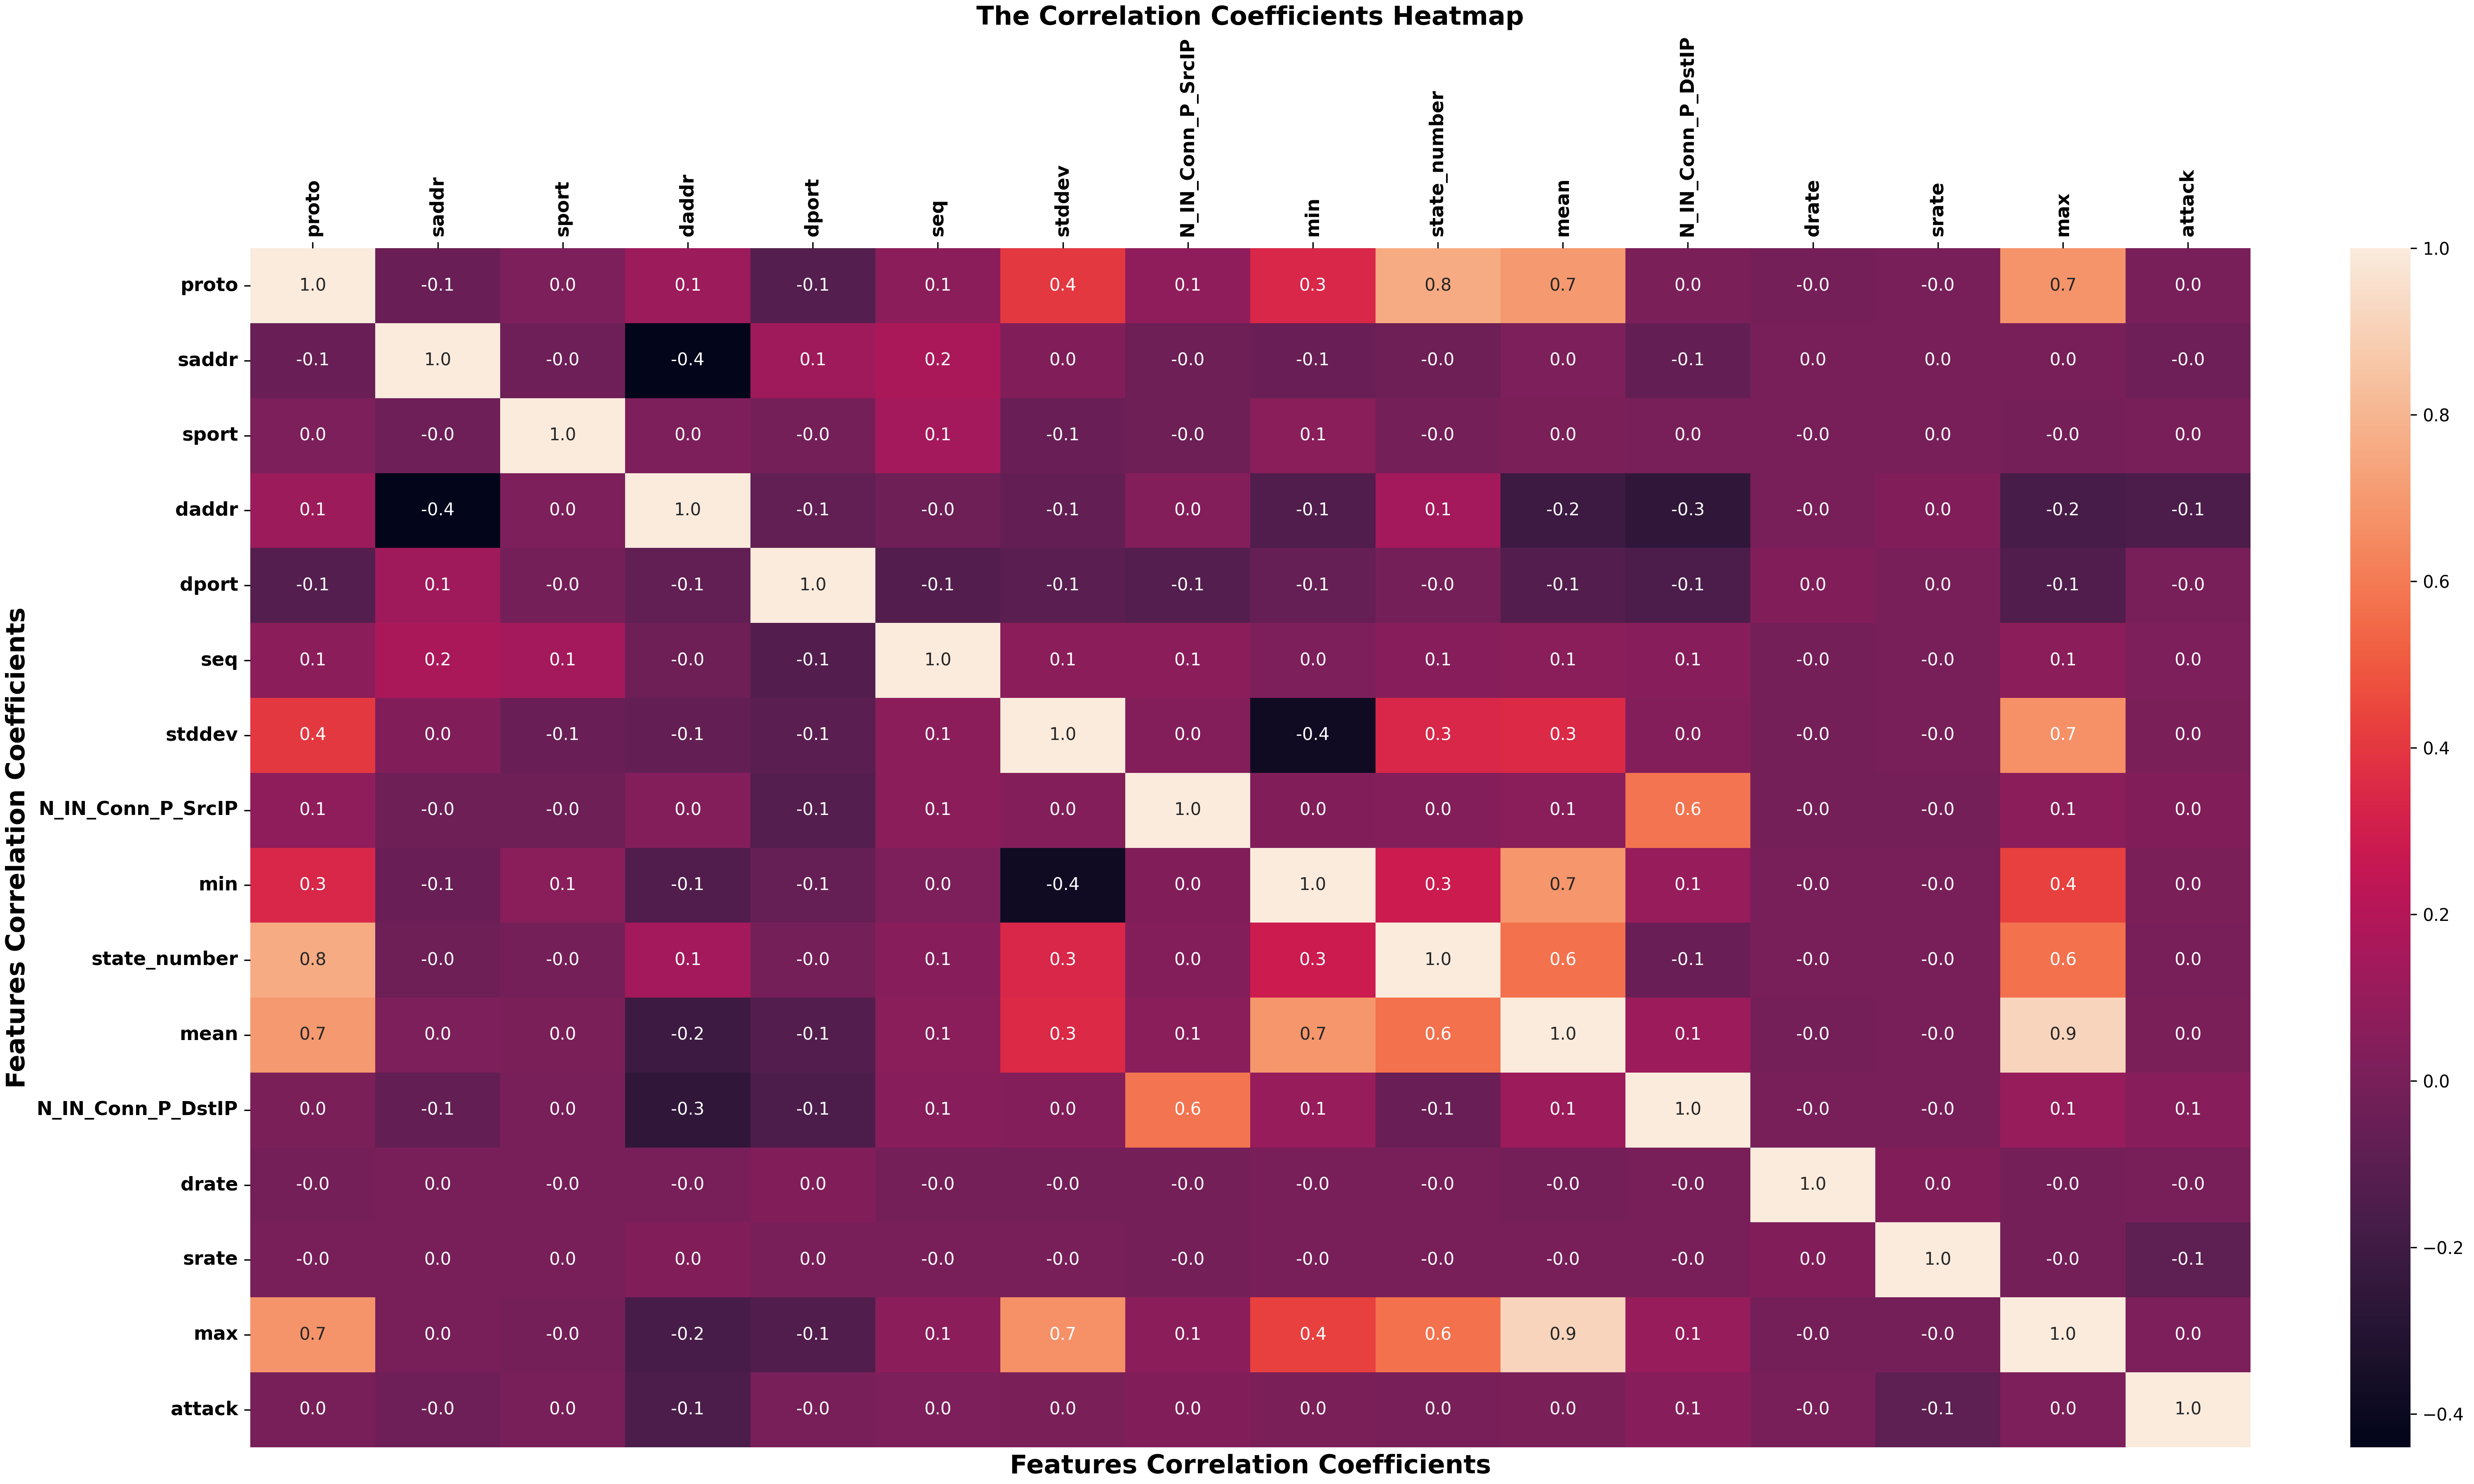 The Correlation Coefficients Heatmap
proto saddr sport daddr dport seq stddev N_IN_Conn_P_SrcIP min state_number mean N_IN_Conn_P_DstIP drate srate max attack
proto 1.0 -0.1 0.0 0.1 -0.1 0.1 0.4 0.1 0.3 0.8 0.7 0.0 -0.0 -0.0 0.7 0.0
saddr -0.1 1.0 -0.0 -0.4 0.1 0.2 0.0 -0.0 -0.1 -0.0 0.0 -0.1 0.0 0.0 0.0 -0.0
sport 0.0 -0.0 1.0 0.0 -0.0 0.1 -0.1 -0.0 0.1 -0.0 0.0 0.0 -0.0 0.0 -0.0 0.0
daddr 0.1 -0.4 0.0 1.0 -0.1 -0.0 -0.1 0.0 -0.1 0.1 -0.2 -0.3 -0.0 0.0 -0.2 -0.1
dport -0.1 0.1 -0.0 -0.1 1.0 -0.1 -0.1 -0.1 -0.1 -0.0 -0.1 -0.1 0.0 0.0 -0.1 -0.0
seq 0.1 0.2 0.1 -0.0 -0.1 1.0 0.1 0.1 0.0 0.1 0.1 0.1 -0.0 -0.0 0.1 0.0
stddev 0.4 0.0 -0.1 -0.1 -0.1 0.1 1.0 0.0 -0.4 0.3 0.3 0.0 -0.0 -0.0 0.7 0.0
N_IN_Conn_P_SrcIP 0.1 -0.0 -0.0 0.0 -0.1 0.1 0.0 1.0 0.0 0.0 0.1 0.6 -0.0 -0.0 0.1 0.0
min 0.3 -0.1 0.1 -0.1 -0.1 0.0 -0.4 0.0 1.0 0.3 0.7 0.1 -0.0 -0.0 0.4 0.0
state_number 0.8 -0.0 -0.0 0.1 -0.0 0.1 0.3 0.0 0.3 1.0 0.6 -0.1 -0.0 -0.0 0.6 0.0
mean 0.7 0.0 0.0 -0.2 -0.1 0.1 0.3 0.1 0.7 0.6 1.0 0.1 -0.0 -0.0 0.9 0.0
N_IN_Conn_P_DstIP 0.0 -0.1 0.0 -0.3 -0.1 0.1 0.0 0.6 0.1 -0.1 0.1 1.0 -0.0 -0.0 0.1 0.1
drate -0.0 0.0 -0.0 -0.0 0.0 -0.0 -0.0 -0.0 -0.0 -0.0 -0.0 -0.0 1.0 0.0 -0.0 -0.0
srate -0.0 0.0 0.0 0.0 0.0 -0.0 -0.0 -0.0 -0.0 -0.0 -0.0 -0.0 0.0 1.0 -0.0 -0.1
max 0.7 0.0 -0.0 -0.2 -0.1 0.1 0.7 0.1 0.4 0.6 0.9 0.1 -0.0 -0.0 1.0 0.0
attack 0.0 -0.0 0.0 -0.1 -0.0 0.0 0.0 0.0 0.0 0.0 0.0 0.1 -0.0 -0.1 0.0 1.0
Features Correlation Coefficients
Features Correlation Coefficients
1.0
0.8
0.6
0.4
0.2
0.0
−0.2
−0.4